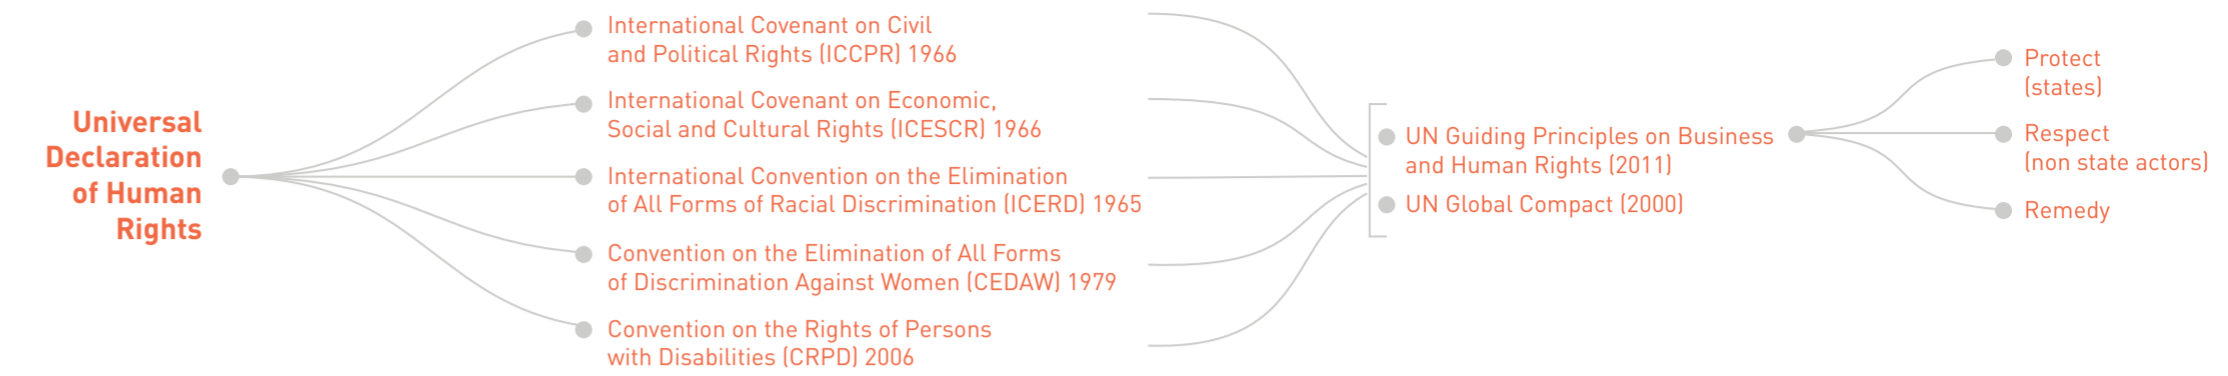 Universal
Declaration
of Human
Rights
International Covenant on Civil
and Political Rights (ICCPR) 1966
International Covenant on Economic,
Social and Cultural Rights (ICESCR) 1966
International Convention on the Elimination
of All Forms of Racial Discrimination (ICERD) 1965
Convention on the Elimination of All Forms
of Discrimination Against Women (CEDAW) 1979
Convention on the Rights of Persons
with Disabilities (CRPD) 2006
UN Guiding Principles on Business
and Human Rights (2011)
UN Global Compact (2000)
Protect
(states)
Respect
(non state actors)
Remedy